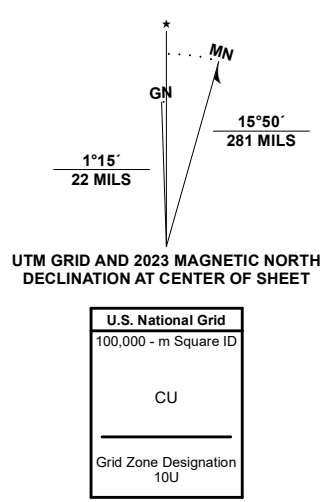 ★
MN
GN
15°50´
281 MILS
1°15´
22 MILS
UTM GRID AND 2023 MAGNETIC NORTH
DECLINATION AT CENTER OF SHEET
U.S. National Grid
100,000 - m Square ID
CU
Grid Zone Designation
10U